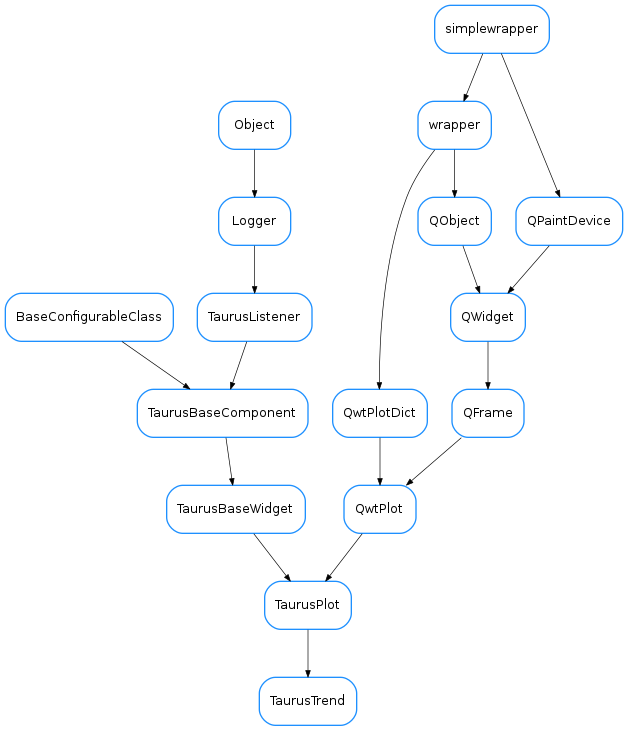 simplewrapper
Object
wrapper
Logger
QObject
QPaintDevice
BaseConfigurableClass
TaurusListener
QWidget
TaurusBaseComponent
QwtPlotDict
QFrame
TaurusBaseWidget
QwtPlot
TaurusPlot
TaurusTrend